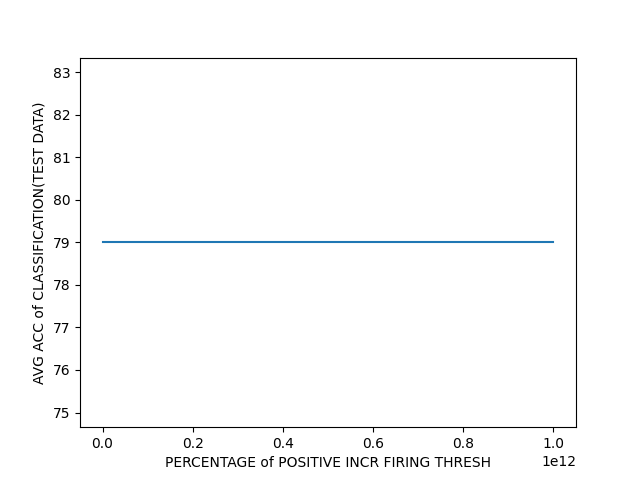 83
82
81
80
79
78
77
76
75
AVG ACC of CLASSIFICATION(TEST DATA)
0.0 0.2 0.4 0.6 0.8 1.0
1e12
PERCENTAGE of POSITIVE INCR FIRING THRESH